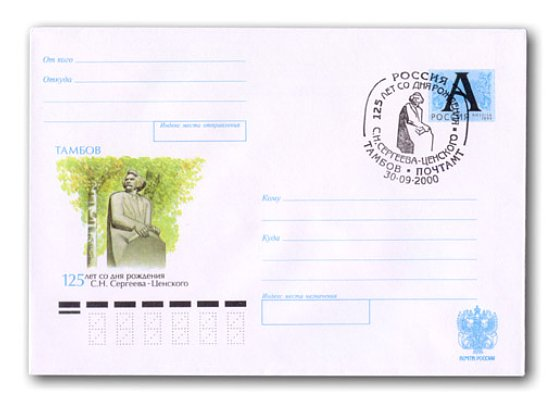 От кого
Откуда
Индекс места отправления
ТАМБОВ
125 лет со дня рождения
С.Н. Сергеева-Ценского
РОССИЯ
125 ЛЕТ СО ДНЯ РОЖДЕНИЯ
С.Н. СЕРГЕЕВА-ЦЕНСКОГО
ТАМБОВ • ПОЧТАМТ
30-09-2000
А
РОССИЯ
Кому
Куда
Индекс места назначения
ПОЧТА РОССИИ